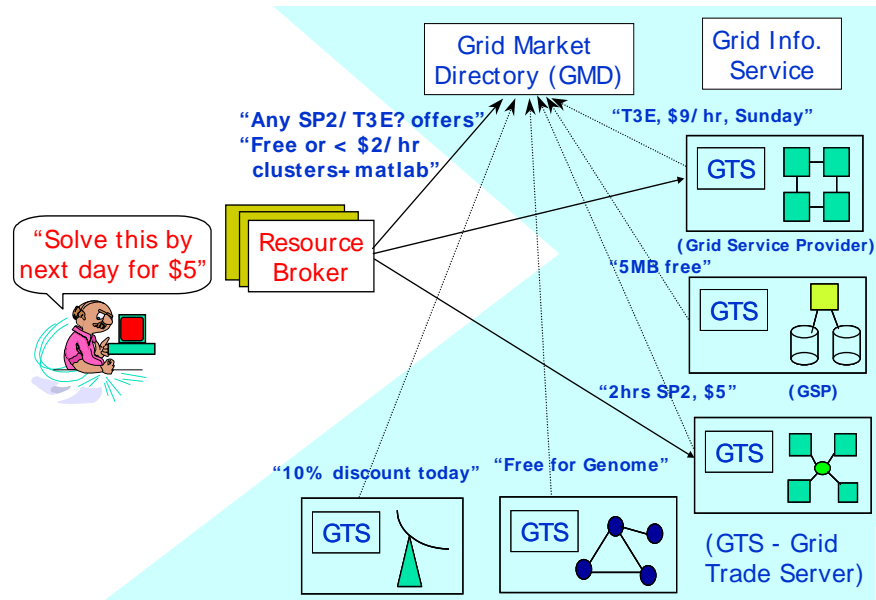 Grid Market
Directory (GMD)
Grid Info.
Service
“Any SP2/ T3E? offers”
“Free or < $2/ hr
clusters+ matlab”
“T3E, $9/ hr, Sunday”
GTS
(Grid Service Provider)
“Solve this by
next day for $5”
Resource
Broker
“5MB free”
GTS
(GSP)
“2hrs SP2, $5”
GTS
“10% discount today”
“Free for Genome”
GTS
GTS
(GTS - Grid
Trade Server)